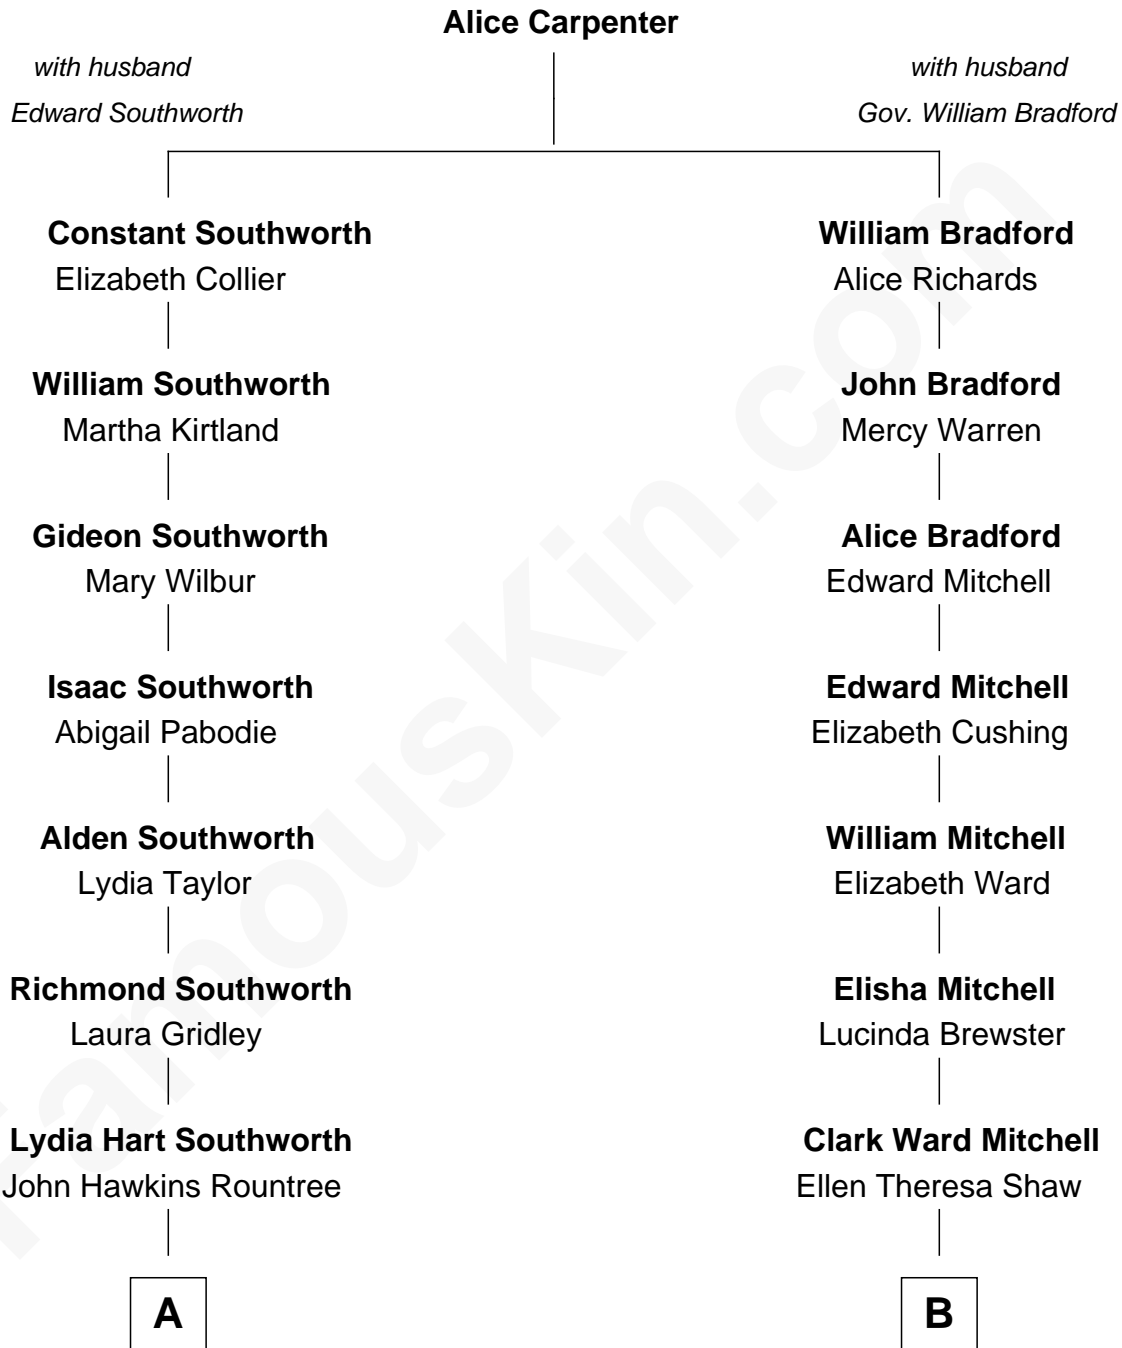 Alice Carpenter
with husband
Edward Southworth
with husband
Gov. William Bradford
Constant Southworth
Elizabeth Collier
William Southworth
Martha Kirtland
Gideon Southworth
Mary Wilbur
Isaac Southworth
Abigail Pabodie
Alden Southworth
Lydia Taylor
Richmond Southworth
Laura Gridley
Lydia Hart Southworth
John Hawkins Rountree
A
William Bradford
Alice Richards
John Bradford
Mercy Warren
Alice Bradford
Edward Mitchell
Edward Mitchell
Elizabeth Cushing
William Mitchell
Elizabeth Ward
Elisha Mitchell
Lucinda Brewster
Clark Ward Mitchell
Ellen Theresa Shaw
B
FamousKin.com